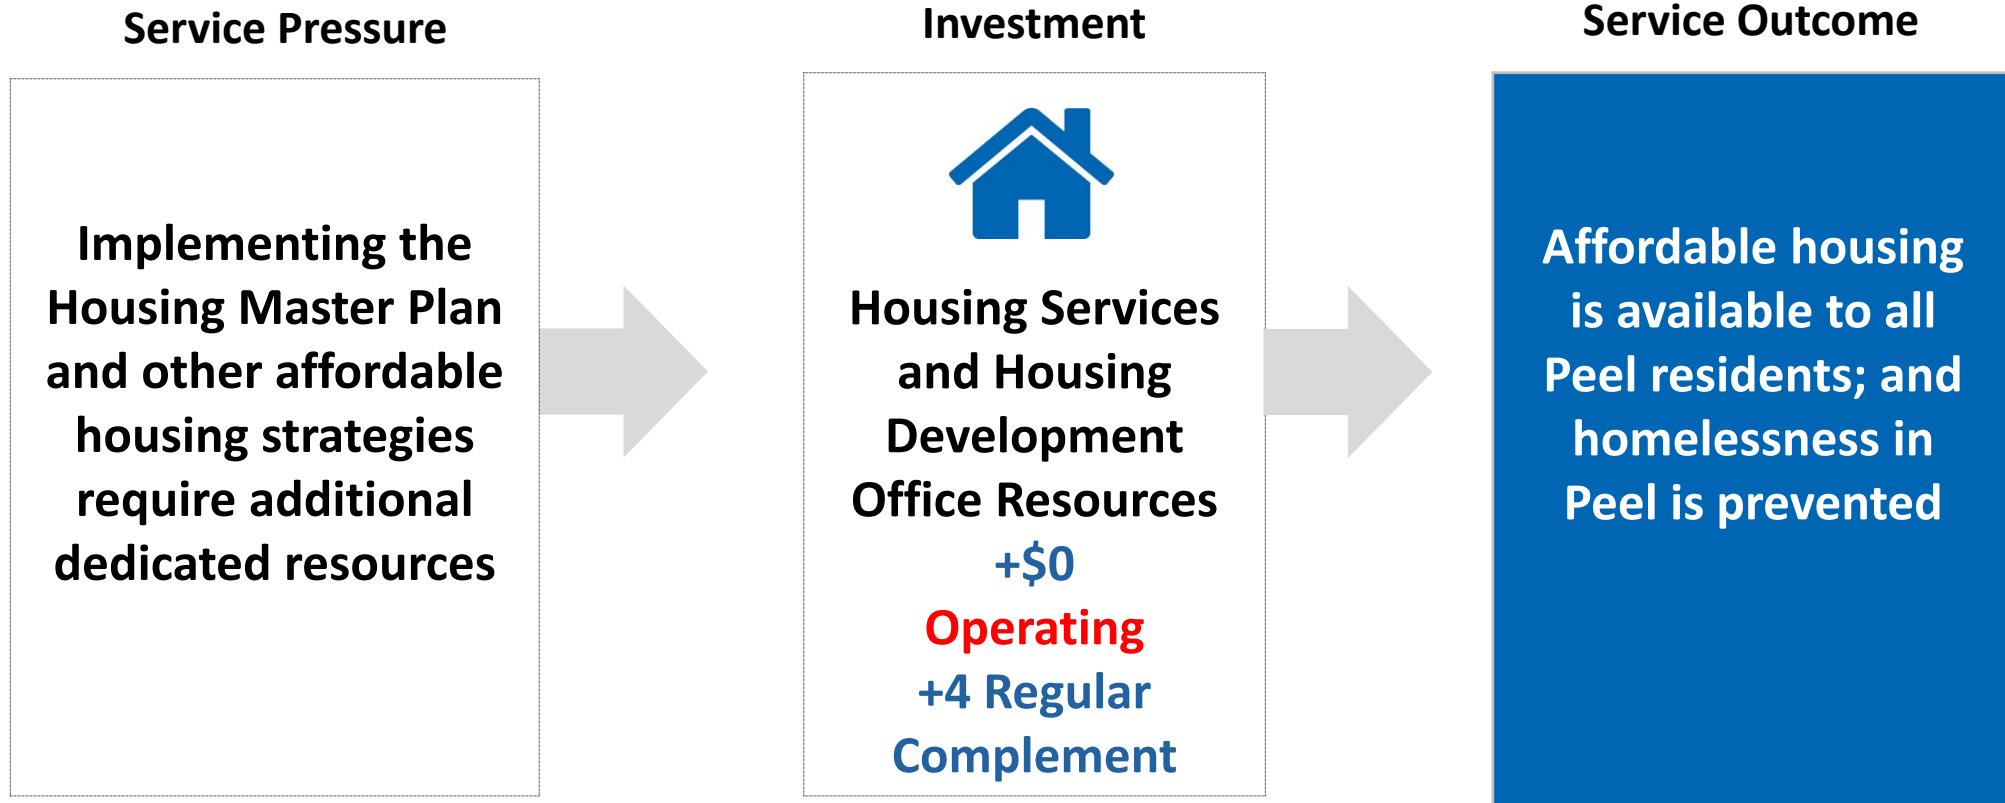 Service Pressure
Implementing the
Housing Master Plan
and other affordable
housing strategies
require additional
dedicated resources
Investment
Housing Services
and Housing
Development
Office Resources
+$0
Operating
+4 Regular
Complement
Service Outcome
Affordable housing
is available to all
Peel residents; and
homelessness in
Peel is prevented